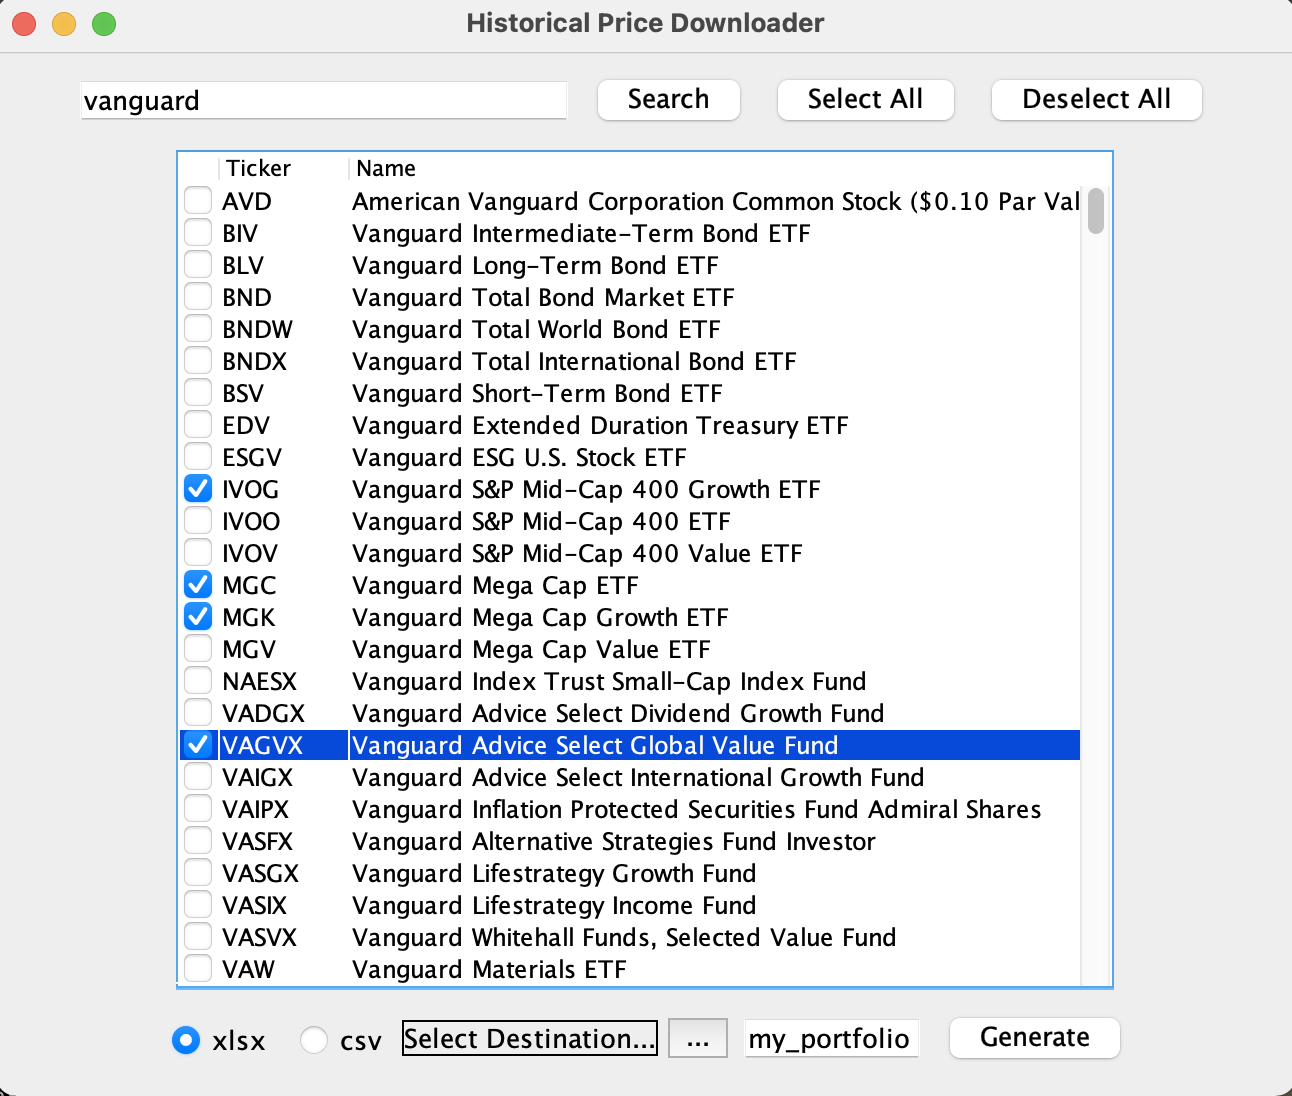 Historical Price Downloader
vanguard Search Select All Deselect All
Ticker Name
AVD American Vanguard Corporation Common Stock ($0.10 Par Val
BIV Vanguard Intermediate-Term Bond ETF
BLV Vanguard Long-Term Bond ETF
BND Vanguard Total Bond Market ETF
BNDW Vanguard Total World Bond ETF
BNDX Vanguard Total International Bond ETF
BSV Vanguard Short-Term Bond ETF
EDV Vanguard Extended Duration Treasury ETF
ESGV Vanguard ESG U.S. Stock ETF
IVOG Vanguard S&P Mid-Cap 400 Growth ETF
IVOO Vanguard S&P Mid-Cap 400 ETF
IVOV Vanguard S&P Mid-Cap 400 Value ETF
MGC Vanguard Mega Cap ETF
MGK Vanguard Mega Cap Growth ETF
MGV Vanguard Mega Cap Value ETF
NAESX Vanguard Index Trust Small-Cap Index Fund
VADGX Vanguard Advice Select Dividend Growth Fund
VAGVX Vanguard Advice Select Global Value Fund
VAIGX Vanguard Advice Select International Growth Fund
VAIPX Vanguard Inflation Protected Securities Fund Admiral Shares
VASFX Vanguard Alternative Strategies Fund Investor
VASGX Vanguard Lifestrategy Growth Fund
VASIX Vanguard Lifestrategy Income Fund
VASVX Vanguard Whitehall Funds, Selected Value Fund
VAW Vanguard Materials ETF
xlsx csv Select Destination... ... my_portfolio Generate